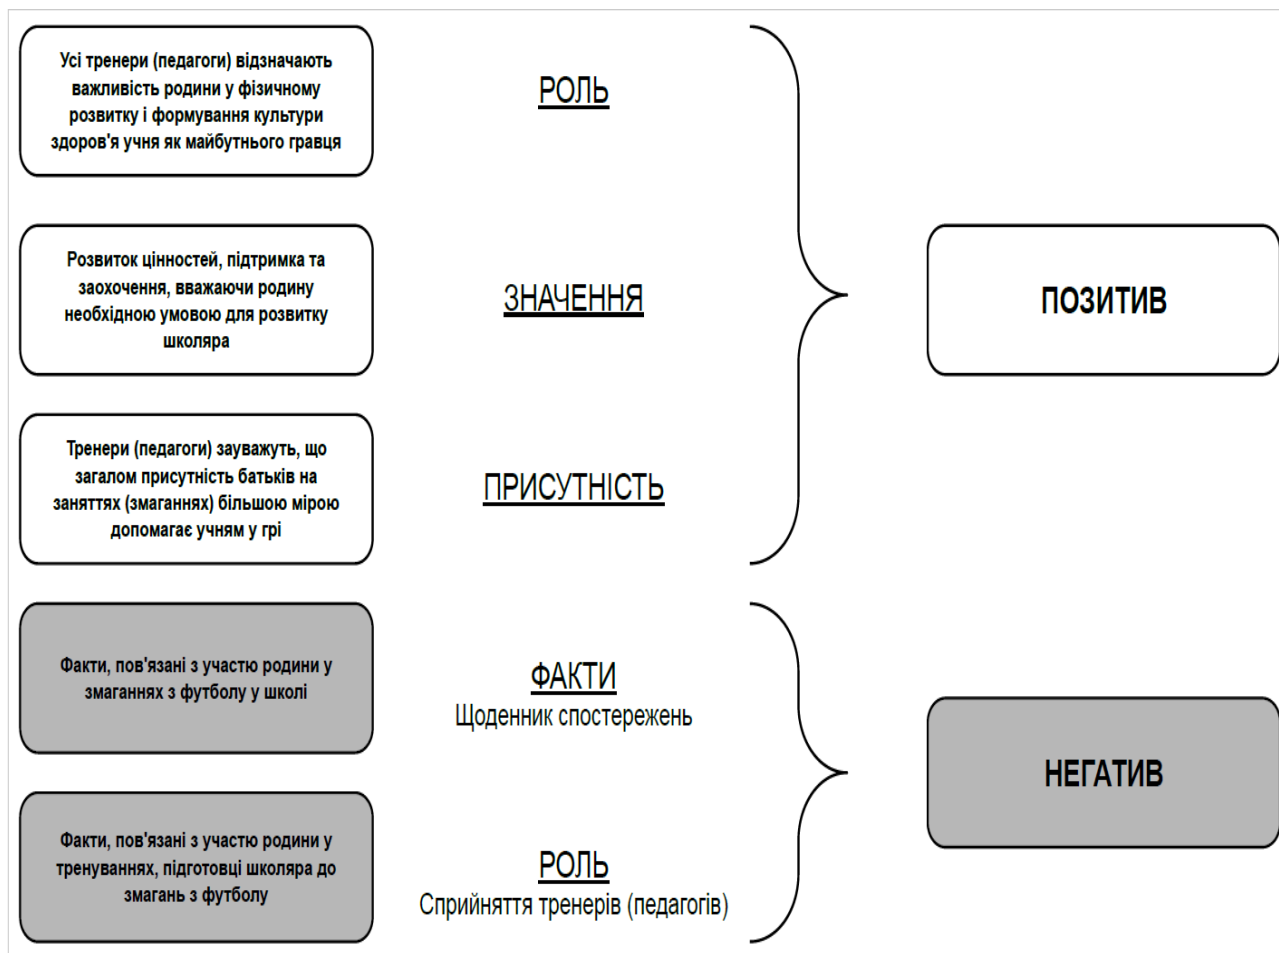 Усі тренери (педагоги) відзначають
важливість родини у фізичному
розвитку і формування культури
здоров'я учня як майбутнього гравця
РОЛЬ
Розвиток цінностей, підтримка та
заохочення, вважаючи родину
необхідною умовою для розвитку
школяра
ЗНАЧЕННЯ
ПОЗИТИВ
Тренери (педагоги) зауважуть, що
загалом присутність батьків на
заняттях (змаганнях) більшою мірою
допомагає учням у грі
ПРИСУТНІСТЬ
Факти, пов'язані з участю родини у
змаганнях з футболу у школі
ФАКТИ
Щоденник спостережень
НЕГАТИВ
Факти, пов'язані з участю родини у
тренуваннях, підготовці школяра до
змагань з футболу
РОЛЬ
Сприйняття тренерів (педагогів)